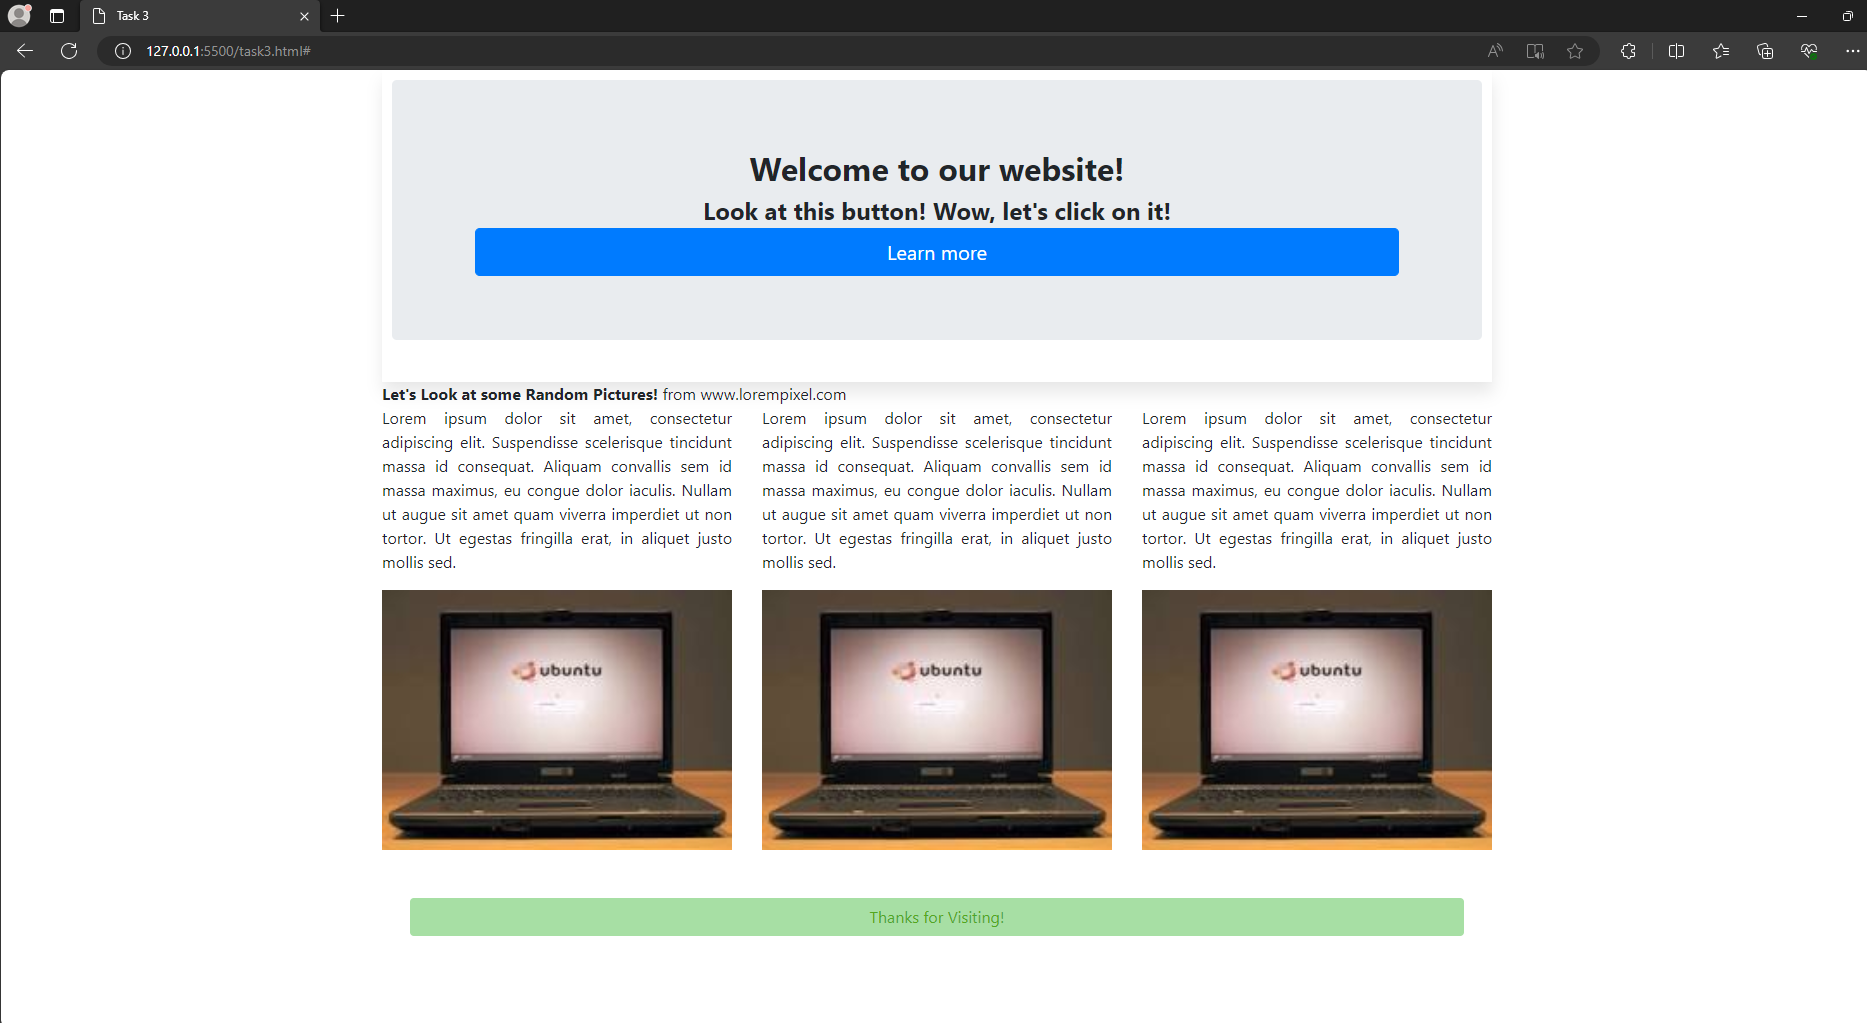 Task 3
127.0.0.1:5500/task3.html#
Welcome to our website!
Look at this button! Wow, let's click on it!
Learn more
Let's Look at some Random Pictures! from www.lorempixel.com
Lorem ipsum dolor sit amet, consectetur
adipiscing elit. Suspendisse scelerisque tincidunt
massa id consequat. Aliquam convallis sem id
massa maximus, eu congue dolor iaculis. Nullam
ut augue sit amet quam viverra imperdiet ut non
tortor. Ut egestas fringilla erat, in aliquet justo
mollis sed.
Lorem ipsum dolor sit amet, consectetur
adipiscing elit. Suspendisse scelerisque tincidunt
massa id consequat. Aliquam convallis sem id
massa maximus, eu congue dolor iaculis. Nullam
ut augue sit amet quam viverra imperdiet ut non
tortor. Ut egestas fringilla erat, in aliquet justo
mollis sed.
Lorem ipsum dolor sit amet, consectetur
adipiscing elit. Suspendisse scelerisque tincidunt
massa id consequat. Aliquam convallis sem id
massa maximus, eu congue dolor iaculis. Nullam
ut augue sit amet quam viverra imperdiet ut non
tortor. Ut egestas fringilla erat, in aliquet justo
mollis sed.
ubuntu
ubuntu
ubuntu
Thanks for Visiting!